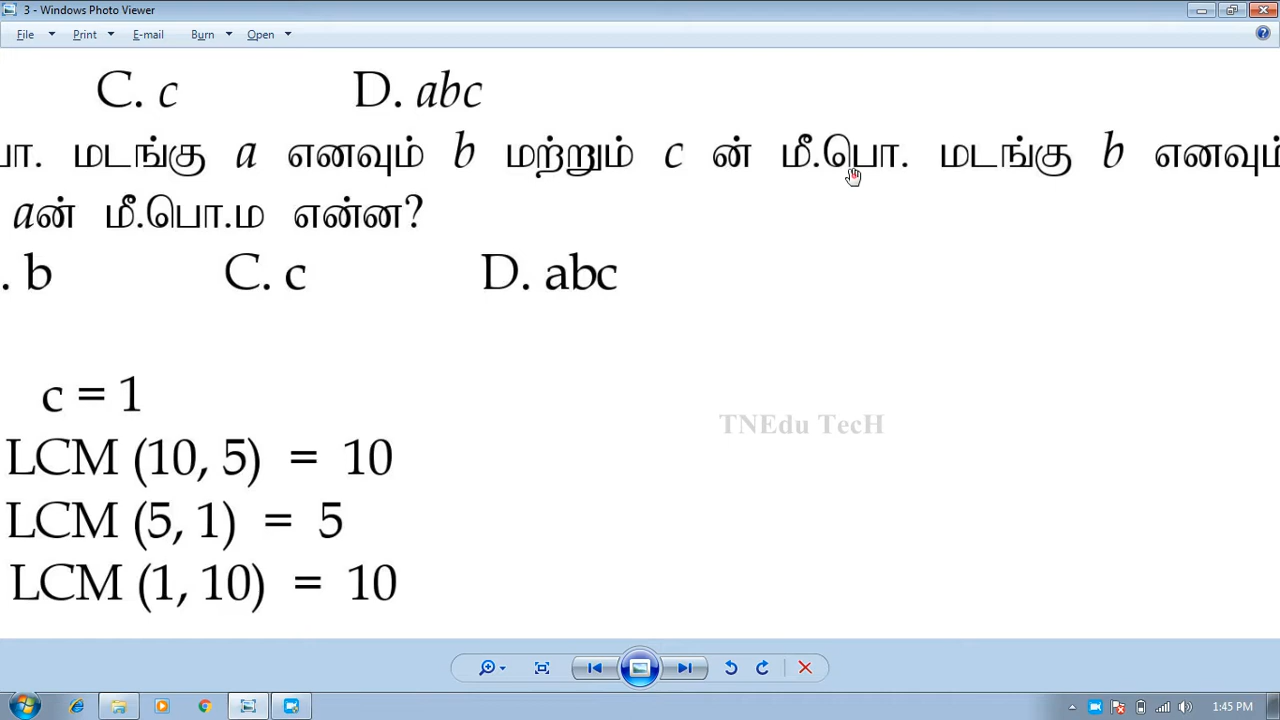 3 - Windows Photo Viewer
File Print E-mail Burn Open
C. c D. abc
பொ. மடங்கு a எனவும் b மற்றும் c ன் மீ.பொ. மடங்கு b எனவும்
aன் மீ.பொ.ம என்ன?
. b C. c D. abc
c = 1
TNEdu TecH
LCM (10, 5) = 10
LCM (5, 1) = 5
LCM (1, 10) = 10
1:45 PM